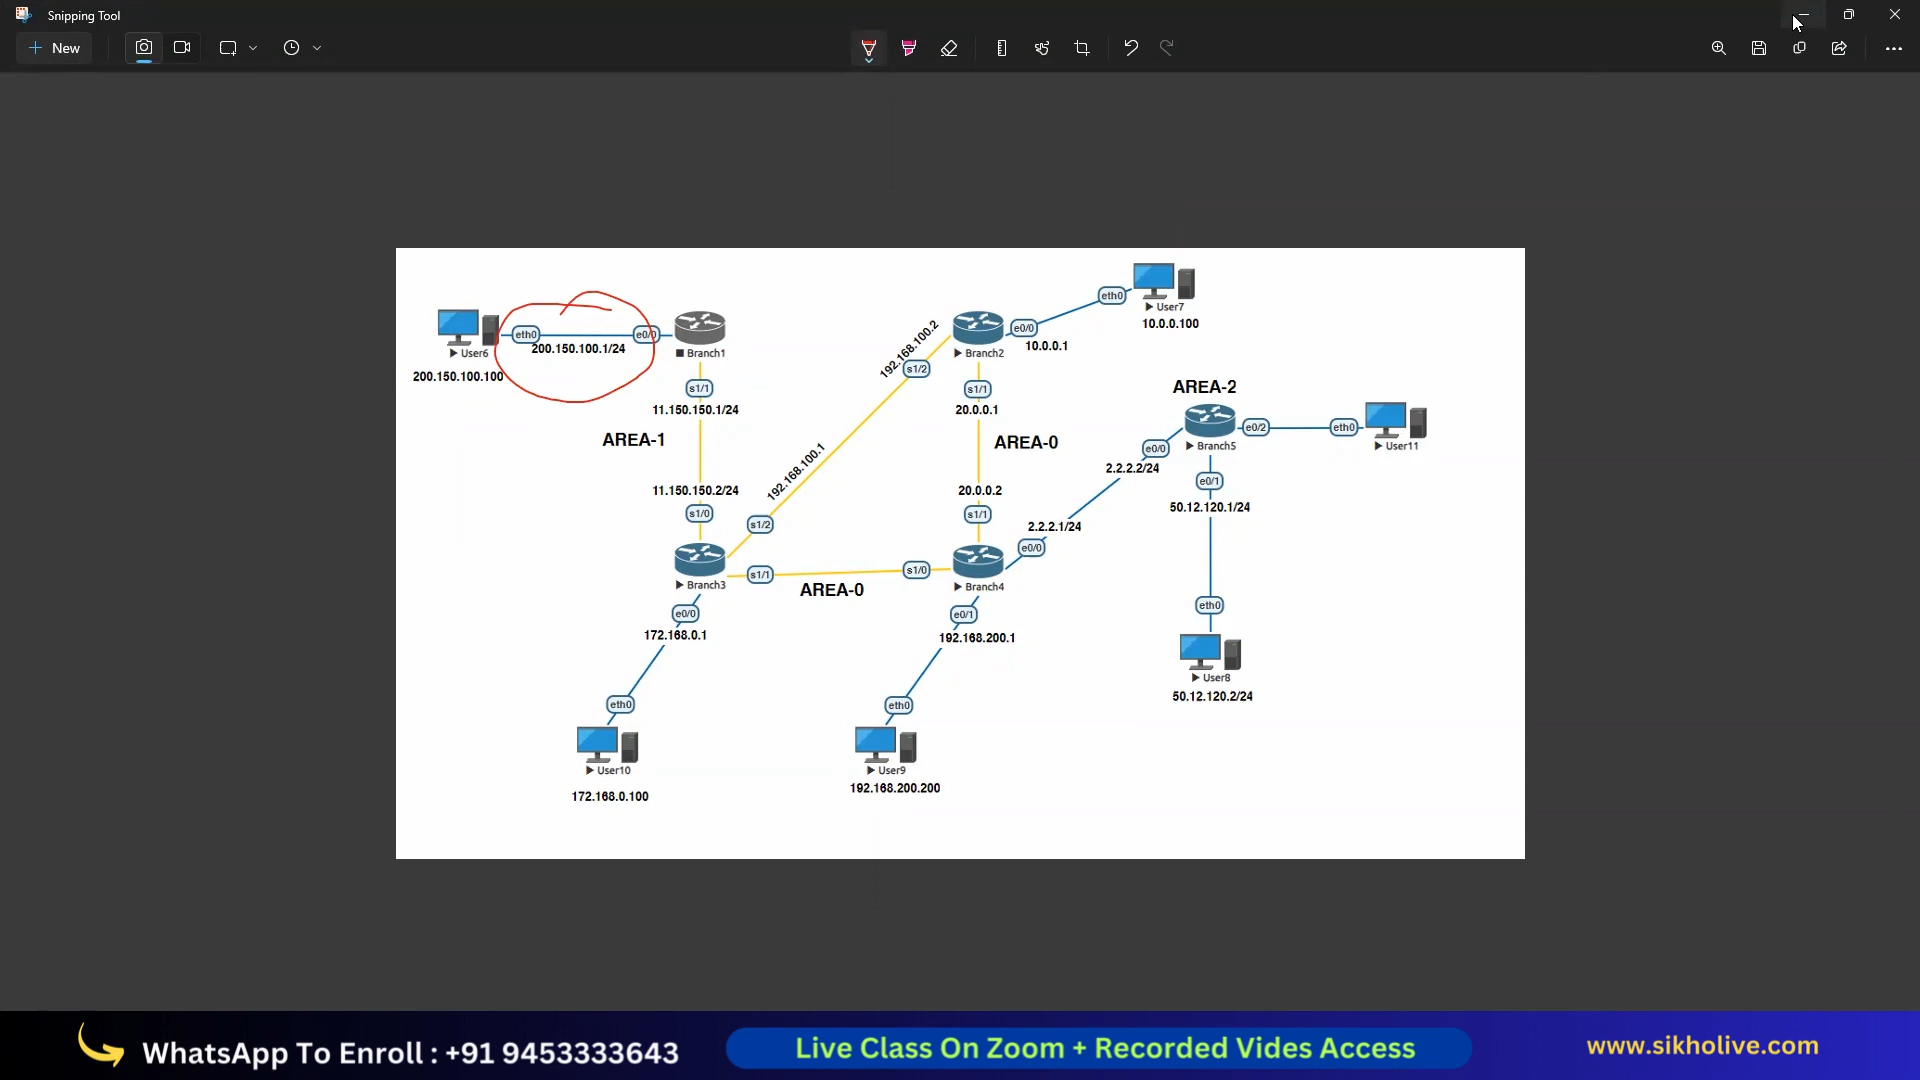 Snipping Tool
New
eth0
User7
10.0.0.100
e0/0
10.0.0.1
eth0
e0/0
200.150.100.1/24
User6
200.150.100.100
Branch1
192.168.100.2
s1/2
Branch2
s1/1
11.150.150.1/24
s1/1
20.0.0.1
AREA-2
e0/2
eth0
Branch5
User11
AREA-1
AREA-0
e0/0
2.2.2.2/24
192.168.100.1
e0/1
50.12.120.1/24
11.150.150.2/24
s1/0
20.0.0.2
s1/1
s1/2
2.2.2.1/24
e0/0
Branch3
s1/1
s1/0
AREA-0
Branch4
e0/0
172.168.0.1
e0/1
192.168.200.1
eth0
User8
50.12.120.2/24
eth0
User10
172.168.0.100
eth0
User9
192.168.200.200
WhatsApp To Enroll : +91 9453333643
Live Class On Zoom + Recorded Vides Access
www.sikholive.com